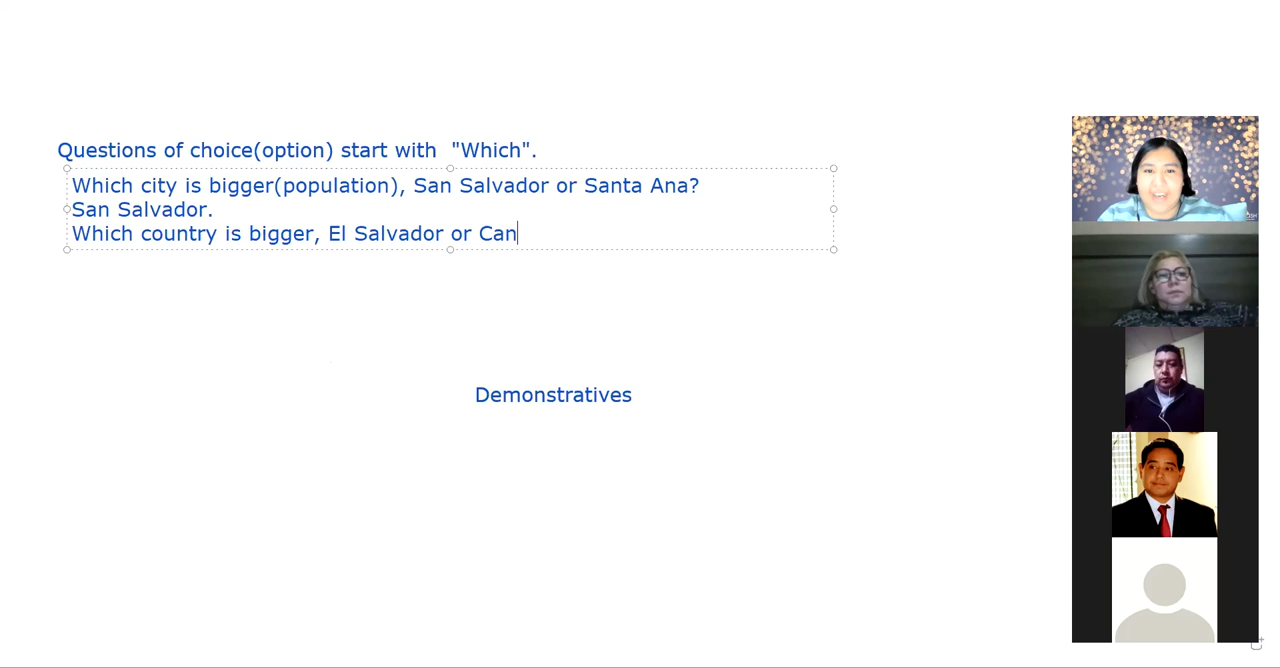 Questions of choice(option) start with  "Which".
Which city is bigger(population), San Salvador or Santa Ana?
San Salvador.
Which country is bigger, El Salvador or Can
Demonstratives